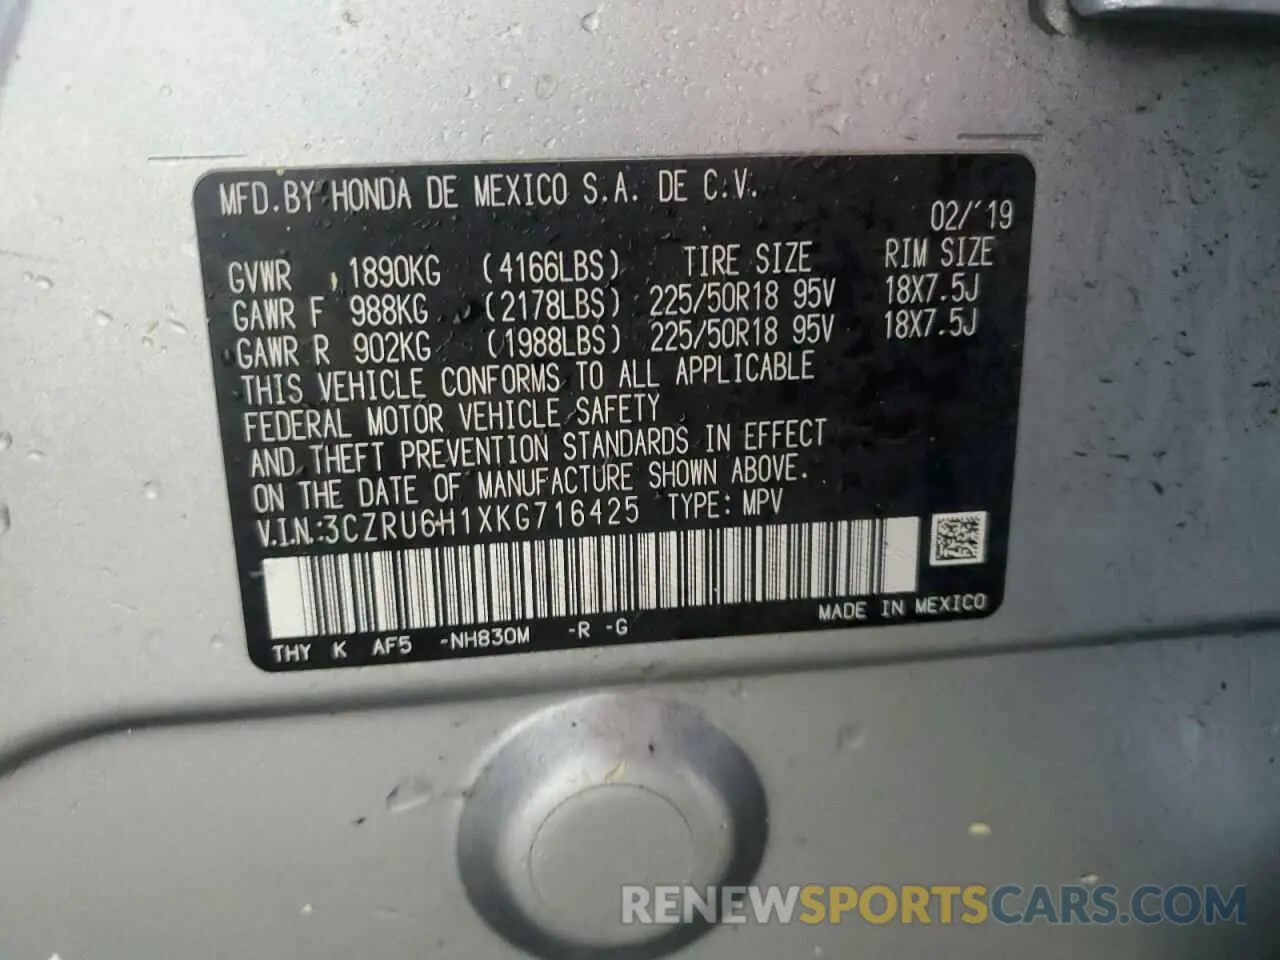 MFD.BY HONDA DE MEXICO S.A. DE C.V.
02/'19
GVWR 1890KG (4166LBS) TIRE SIZE RIM SIZE
GAWR F 988KG (2178LBS) 225/50R18 95V 18X7.5J
GAWR R 902KG (1988LBS) 225/50R18 95V 18X7.5J
THIS VEHICLE CONFORMS TO ALL APPLICABLE
FEDERAL MOTOR VEHICLE SAFETY
AND THEFT PREVENTION STANDARDS IN EFFECT
ON THE DATE OF MANUFACTURE SHOWN ABOVE.
V.I.N.:3CZRU6H1XKG716425 TYPE: MPV
MADE IN MEXICO
THY K AF5 -NH830M -R -G
RENEWSPORTSCARS.COM